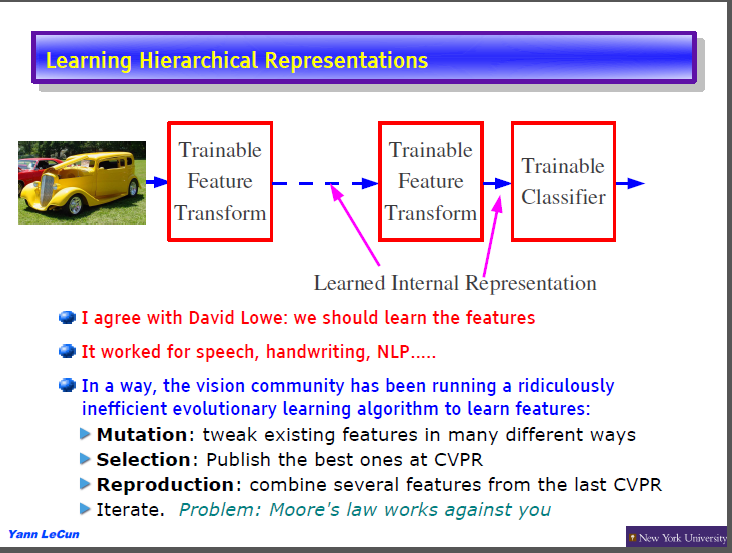 Learning Hierarchical Representations
Trainable
Feature
Transform
Trainable
Feature
Transform
Trainable
Classifier
Learned Internal Representation
I agree with David Lowe: we should learn the features
It worked for speech, handwriting, NLP.....
In a way, the vision community has been running a ridiculously
inefficient evolutionary learning algorithm to learn features:
Mutation: tweak existing features in many different ways
Selection: Publish the best ones at CVPR
Reproduction: combine several features from the last CVPR
Iterate. Problem: Moore's law works against you
Yann LeCun
New York University